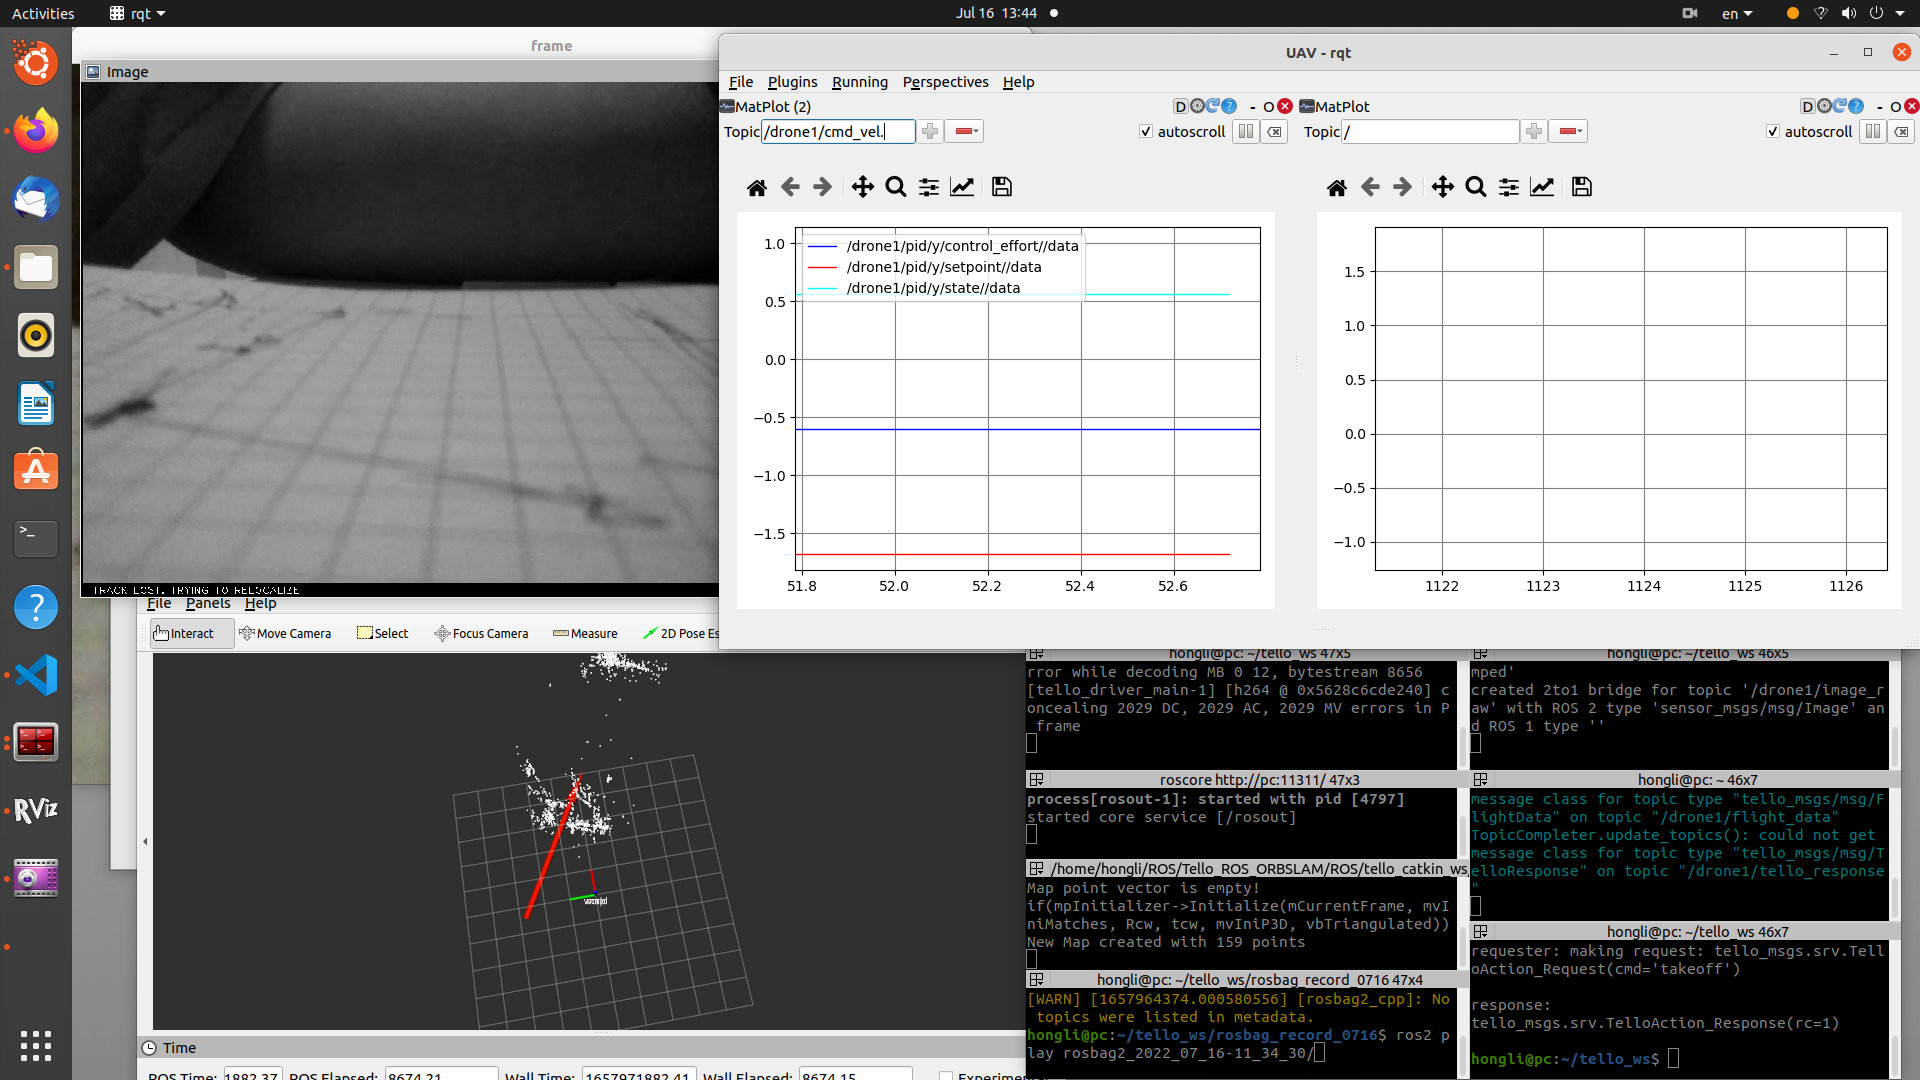 Activities
rqt
Jul 16 13:44
en
frame
Image
TRACK LOST. TRYING TO RELOCALIZE
UAV - rqt
File Plugins Running Perspectives Help
MatPlot (2)
D
- O
Topic /drone1/cmd_vel.
autoscroll
/drone1/pid/y/control_effort//data
/drone1/pid/y/setpoint//data
/drone1/pid/y/state//data
1.0
0.5
0.0
−0.5
−1.0
−1.5
51.8 52.0 52.2 52.4 52.6
MatPlot
D
- O
Topic /
autoscroll
1.5
1.0
0.5
0.0
−0.5
−1.0
1122 1123 1124 1125 1126
File Panels Help
Interact Move Camera Select Focus Camera Measure 2D Pose Es
RViz
Time
ROS Time: 1882.37 ROS Elapsed: 8674.21 Wall Time: 1657971882.41 Wall Elapsed: 8674.15
hongli@pc: ~/tello_ws 47x5
rror while decoding MB 0 12, bytestream 8656
[tello_driver_main-1] [h264 @ 0x5628c6cde240] c
oncealing 2029 DC, 2029 AC, 2029 MV errors in P
frame
roscore http://pc:11311/ 47x3
process[rosout-1]: started with pid [4797]
started core service [/rosout]
/home/hongli/ROS/Tello_ROS_ORBSLAM/ROS/tello_catkin_ws
Map point vector is empty!
if(mpInitializer->Initialize(mCurrentFrame, mvI
niMatches, Rcw, tcw, mvIniP3D, vbTriangulated))
New Map created with 159 points
hongli@pc: ~/tello_ws/rosbag_record_0716 47x4
[WARN] [1657964374.000580556] [rosbag2_cpp]: No
topics were listed in metadata.
hongli@pc:~/tello_ws/rosbag_record_0716$ ros2 p
lay rosbag2_2022_07_16-11_34_30/
hongli@pc: ~/tello_ws 46x5
mped'
created 2to1 bridge for topic '/drone1/image_r
aw' with ROS 2 type 'sensor_msgs/msg/Image' an
d ROS 1 type ''
hongli@pc: ~ 46x7
message class for topic type "tello_msgs/msg/F
lightData" on topic "/drone1/flight_data"
TopicCompleter.update_topics(): could not get
message class for topic type "tello_msgs/msg/T
elloResponse" on topic "/drone1/tello_response
"
hongli@pc: ~/tello_ws 46x7
requester: making request: tello_msgs.srv.Tell
oAction_Request(cmd='takeoff')
response:
tello_msgs.srv.TelloAction_Response(rc=1)
hongli@pc:~/tello_ws$